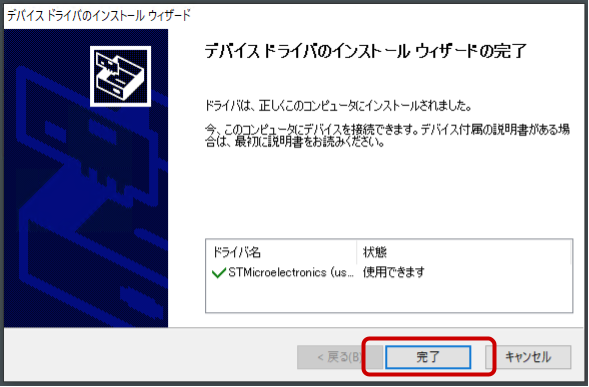 デバイス ドライバのインストール ウィザード
デバイス ドライバのインストール ウィザードの完了
ドライバは、正しくこのコンピュータにインストールされました。
今、このコンピュータにデバイスを接続できます。デバイス付属の説明書がある場
合は、最初に説明書をお読みください。
ドライバ名 状態
STMicroelectronics (us... 使用できます
< 戻る(B) 完了 キャンセル